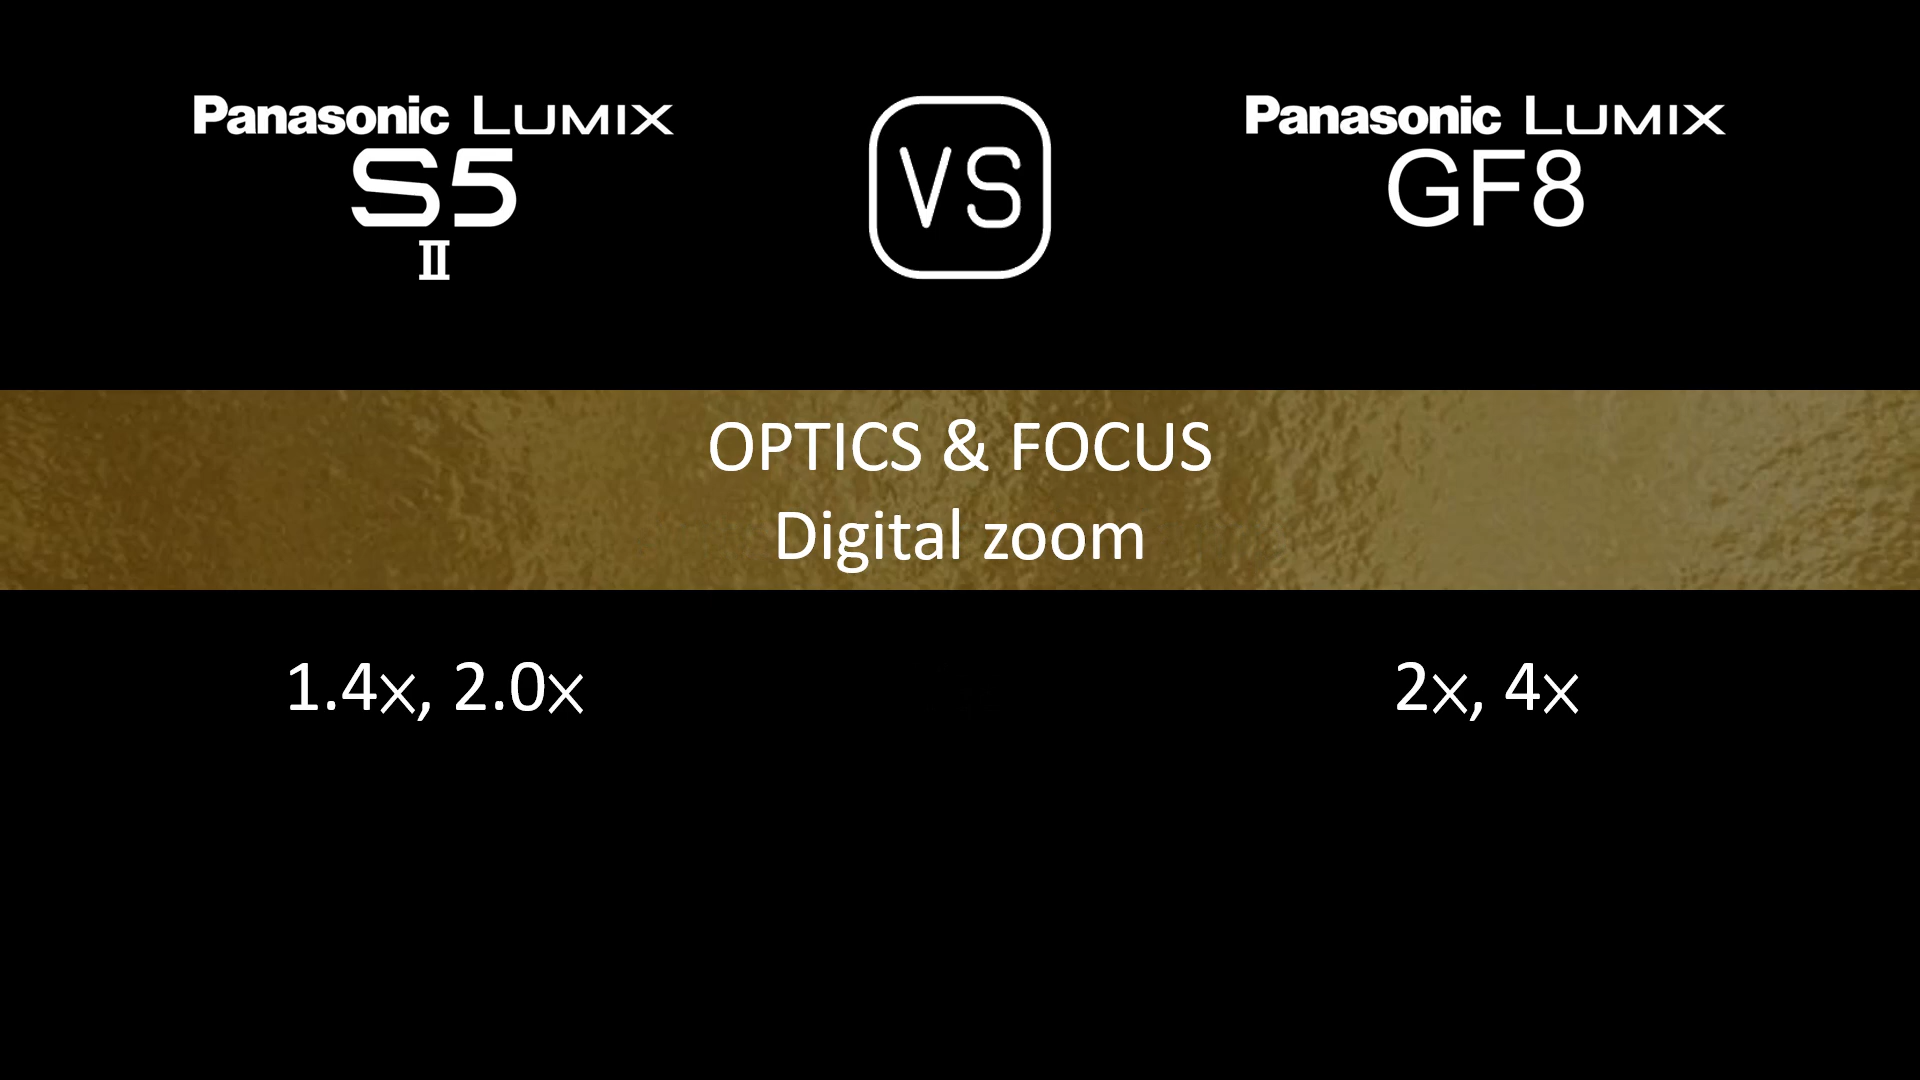 Panasonic LUMIX
S5
II
VS
Panasonic LUMIX
GF8
OPTICS & FOCUS
Digital zoom
1.4x, 2.0x
2x, 4x